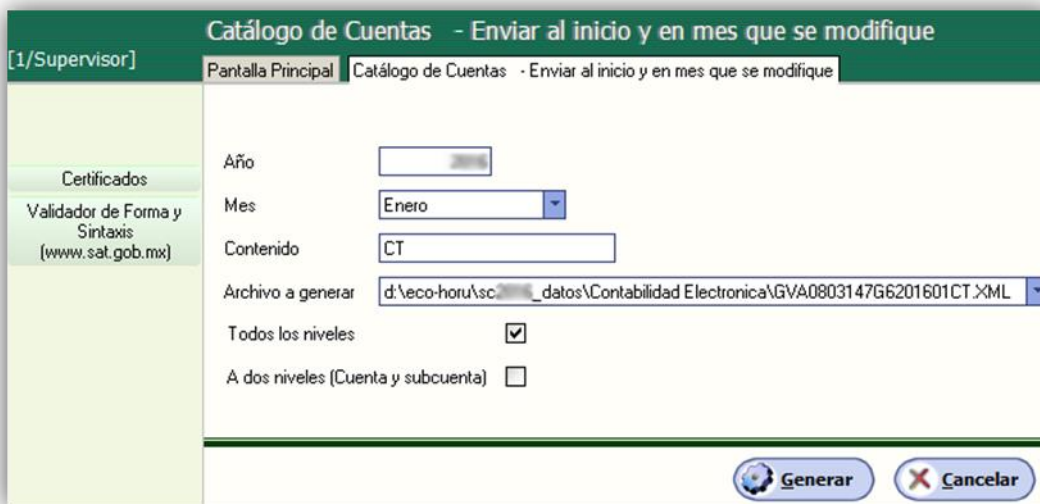 Catálogo de Cuentas - Enviar al inicio y en mes que se modifique
[1/Supervisor]
Pantalla Principal
Catálogo de Cuentas - Enviar al inicio y en mes que se modifique
Certificados
Validador de Forma y
Sintaxis
(www.sat.gob.mx)
Año
Mes
Enero
Contenido
CT
Archivo a generar
d:\eco-horu\sc _datos\Contabilidad Electronica\GVA0803147G6201601CT.XML
Todos los niveles
A dos niveles (Cuenta y subcuenta)
Generar
Cancelar